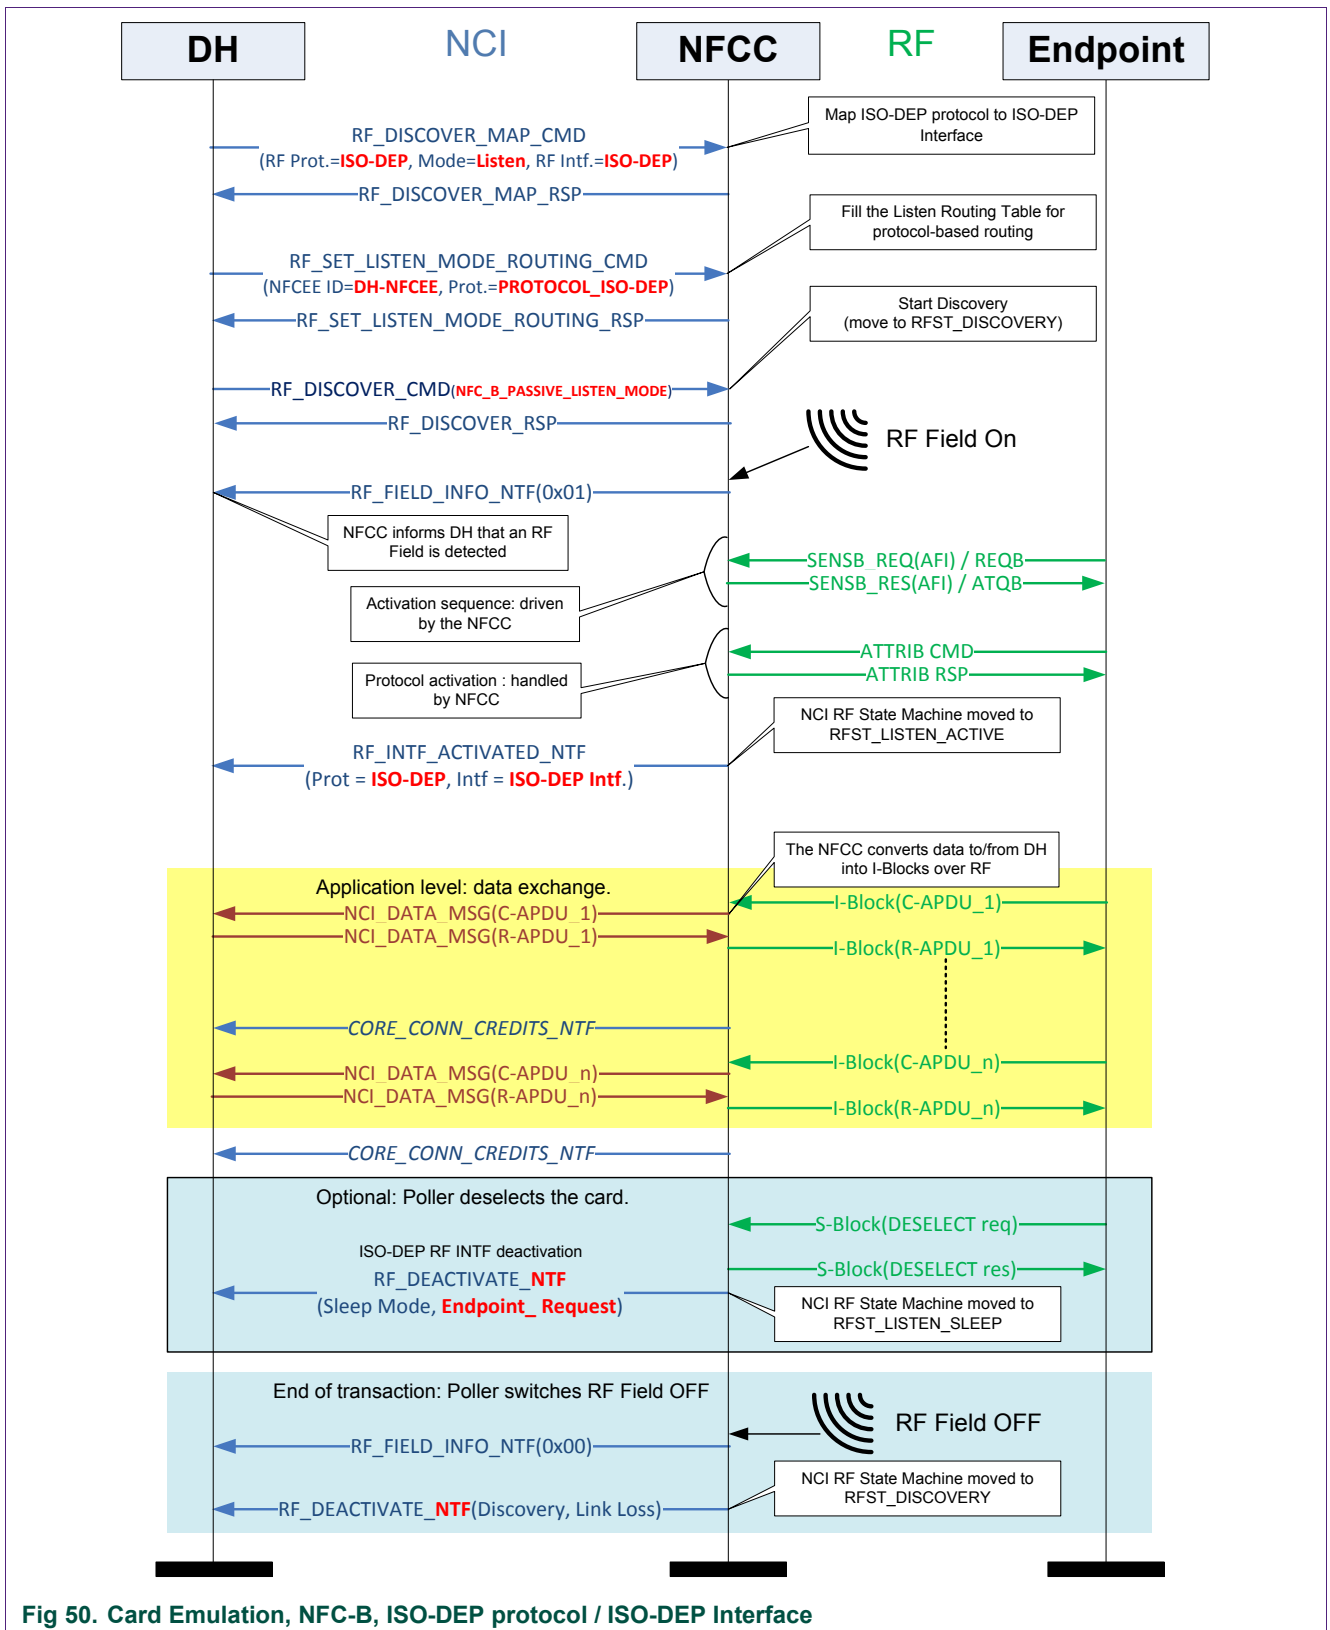 DH
NCI
NFCC
RF
Endpoint
Map ISO-DEP protocol to ISO-DEP
Interface
RF_DISCOVER_MAP_CMD
(RF Prot.=ISO-DEP, Mode=Listen, RF Intf.=ISO-DEP)
RF_DISCOVER_MAP_RSP
Fill the Listen Routing Table for
protocol-based routing
RF_SET_LISTEN_MODE_ROUTING_CMD
(NFCEE ID=DH-NFCEE, Prot.=PROTOCOL_ISO-DEP)
Start Discovery
(move to RFST_DISCOVERY)
RF_SET_LISTEN_MODE_ROUTING_RSP
RF_DISCOVER_CMD(NFC_B_PASSIVE_LISTEN_MODE)
RF_DISCOVER_RSP
RF Field On
RF_FIELD_INFO_NTF(0x01)
NFCC informs DH that an RF
Field is detected
SENSB_REQ(AFI) / REQB
SENSB_RES(AFI) / ATQB
Activation sequence: driven
by the NFCC
ATTRIB CMD
ATTRIB RSP
Protocol activation : handled
by NFCC
NCI RF State Machine moved to
RFST_LISTEN_ACTIVE
RF_INTF_ACTIVATED_NTF
(Prot = ISO-DEP, Intf = ISO-DEP Intf.)
The NFCC converts data to/from DH
into I-Blocks over RF
Application level: data exchange.
I-Block(C-APDU_1)
NCI_DATA_MSG(C-APDU_1)
NCI_DATA_MSG(R-APDU_1)
I-Block(R-APDU_1)
CORE_CONN_CREDITS_NTF
I-Block(C-APDU_n)
NCI_DATA_MSG(C-APDU_n)
NCI_DATA_MSG(R-APDU_n)
I-Block(R-APDU_n)
CORE_CONN_CREDITS_NTF
Optional: Poller deselects the card.
S-Block(DESELECT req)
ISO-DEP RF INTF deactivation
S-Block(DESELECT res)
RF_DEACTIVATE_NTF
(Sleep Mode, Endpoint_ Request)
NCI RF State Machine moved to
RFST_LISTEN_SLEEP
End of transaction: Poller switches RF Field OFF
RF Field OFF
RF_FIELD_INFO_NTF(0x00)
NCI RF State Machine moved to
RFST_DISCOVERY
RF_DEACTIVATE_NTF(Discovery, Link Loss)
Fig 50. Card Emulation, NFC-B, ISO-DEP protocol / ISO-DEP Interface